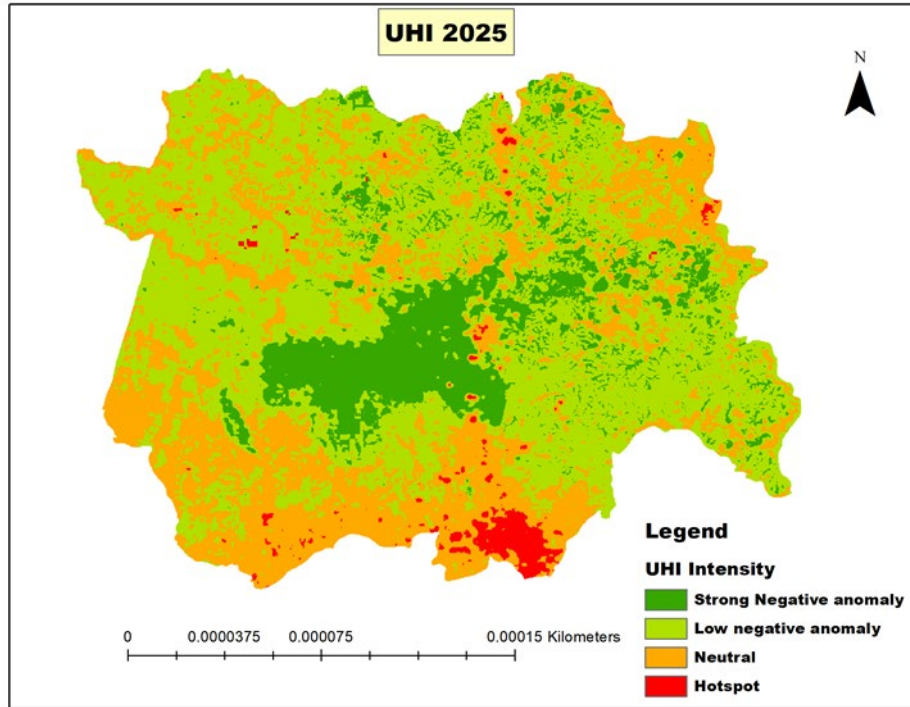 UHI 2025
N
Legend
UHI Intensity
Strong Negative anomaly
Low negative anomaly
Neutral
Hotspot
0 0.0000375 0.000075 0.00015 Kilometers